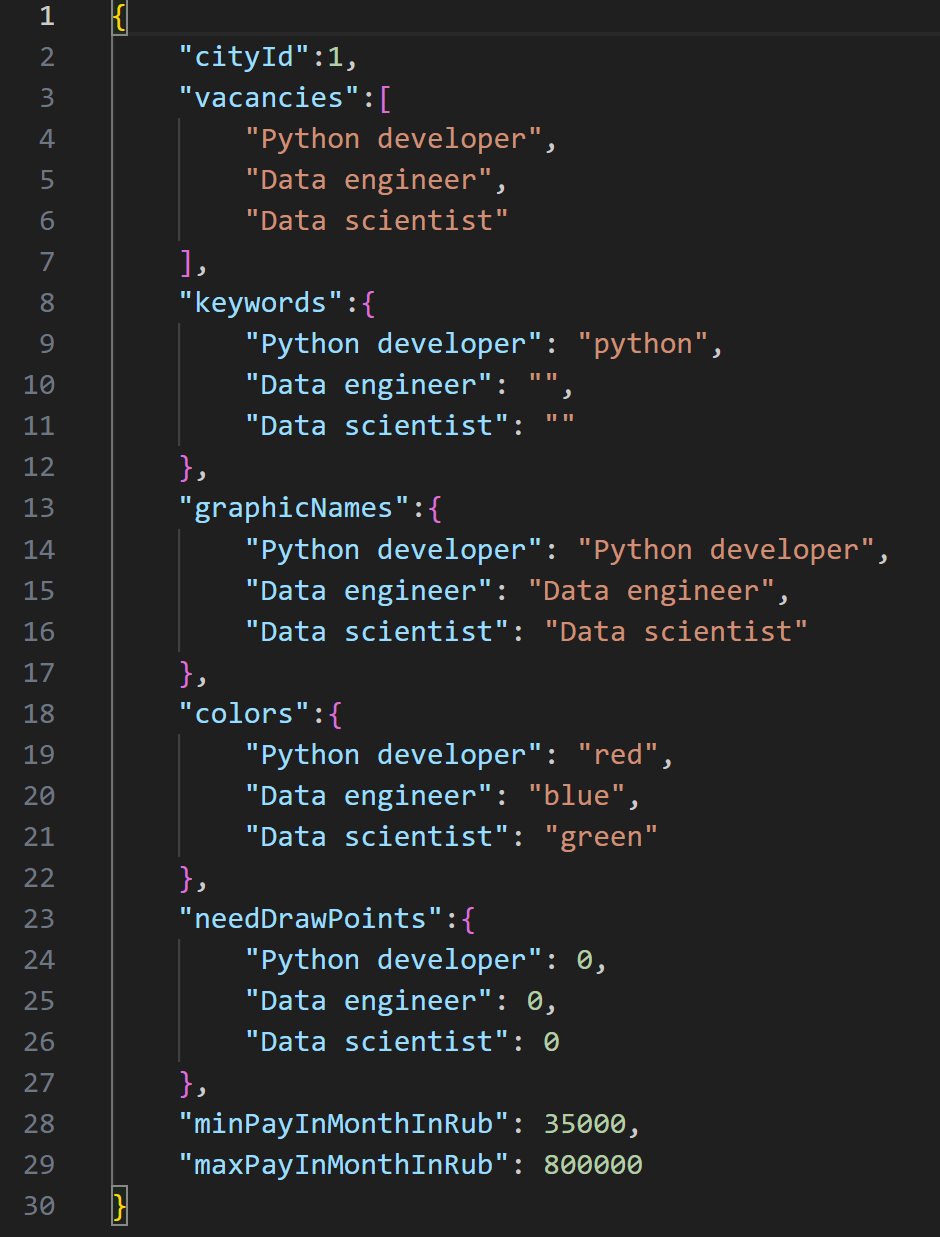 1 {
2 "cityId":1,
3 "vacancies":[
4 "Python developer",
5 "Data engineer",
6 "Data scientist"
7 ],
8 "keywords":{
9 "Python developer": "python",
10 "Data engineer": "",
11 "Data scientist": ""
12 },
13 "graphicNames":{
14 "Python developer": "Python developer",
15 "Data engineer": "Data engineer",
16 "Data scientist": "Data scientist"
17 },
18 "colors":{
19 "Python developer": "red",
20 "Data engineer": "blue",
21 "Data scientist": "green"
22 },
23 "needDrawPoints":{
24 "Python developer": 0,
25 "Data engineer": 0,
26 "Data scientist": 0
27 },
28 "minPayInMonthInRub": 35000,
29 "maxPayInMonthInRub": 800000
30 }